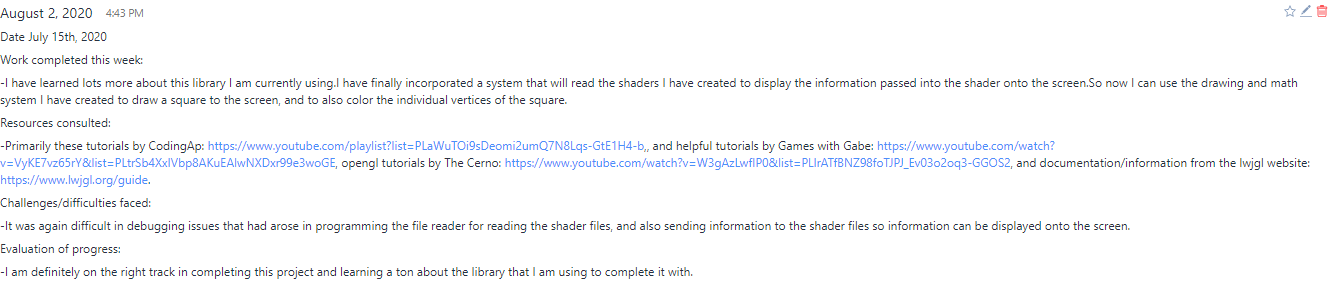 August 2, 2020 4:43 PM
Date July 15th, 2020
Work completed this week:
-I have learned lots more about this library I am currently using.I have finally incorporated a system that will read the shaders I have created to display the information passed into the shader onto the screen.So now I can use the drawing and math
system I have created to draw a square to the screen, and to also color the individual vertices of the square.
Resources consulted:
-Primarily these tutorials by CodingAp: https://www.youtube.com/playlist?list=PLaWuTOi9sDeomi2umQ7N8Lqs-GtE1H4-b,, and helpful tutorials by Games with Gabe: https://www.youtube.com/watch?
v=VyKE7vz65rY&list=PLtrSb4XxIVbp8AKuEAlwNXDxr99e3woGE, opengl tutorials by The Cerno: https://www.youtube.com/watch?v=W3gAzLwfIP0&list=PLlrATfBNZ98foTJPJ_Ev03o2oq3-GGOS2, and documentation/information from the lwjgl website:
https://www.lwjgl.org/guide.
Challenges/difficulties faced:
-It was again difficult in debugging issues that had arose in programming the file reader for reading the shader files, and also sending information to the shader files so information can be displayed onto the screen.
Evaluation of progress:
-I am definitely on the right track in completing this project and learning a ton about the library that I am using to complete it with.